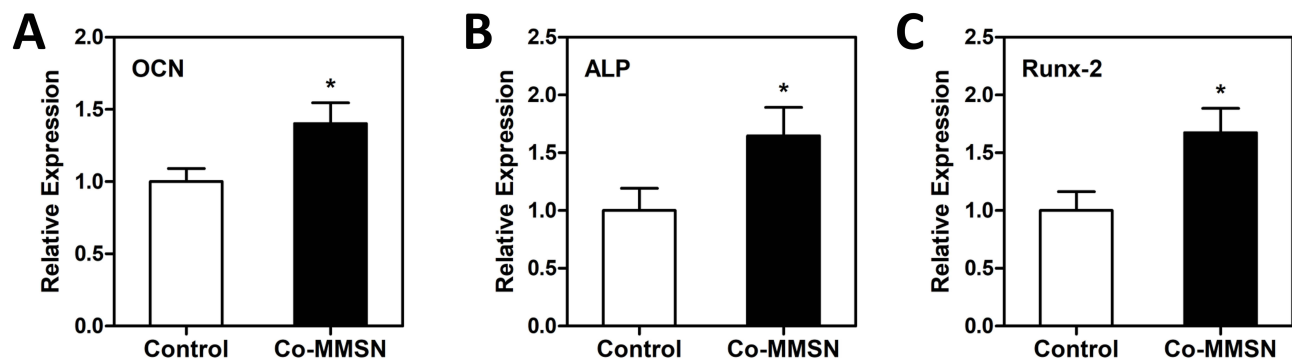 A
Relative Expression
2.0
1.5
1.0
0.5
0.0
OCN
*
Control
Co-MMSN
B
Relative Expression
2.5
2.0
1.5
1.0
0.5
0.0
ALP
*
Control
Co-MMSN
C
Relative Expression
2.5
2.0
1.5
1.0
0.5
0.0
Runx-2
*
Control
Co-MMSN